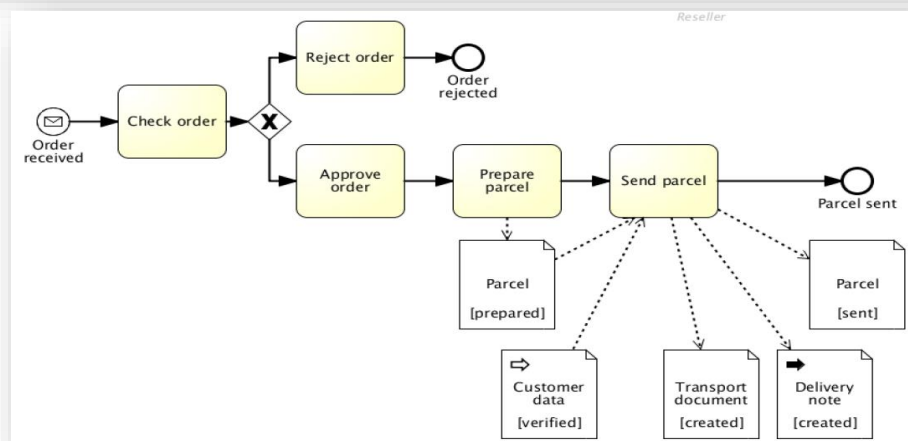 Reseller
Reject order
Order
rejected
Check order
Order
received
Approve
order
Prepare
parcel
Send parcel
Parcel sent
Parcel
[prepared]
Parcel
[sent]
Customer
data
[verified]
Transport
document
[created]
Delivery
note
[created]